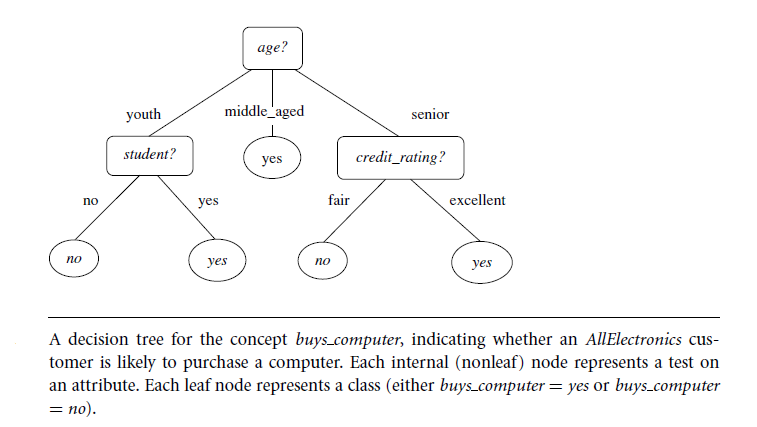 age?
youth
middle_aged
senior
student?
yes
credit_rating?
no
yes
fair
excellent
no
yes
no
yes
A decision tree for the concept buys_computer, indicating whether an AllElectronics cus-
tomer is likely to purchase a computer. Each internal (nonleaf) node represents a test on
an attribute. Each leaf node represents a class (either buys_computer = yes or buys_computer
= no).